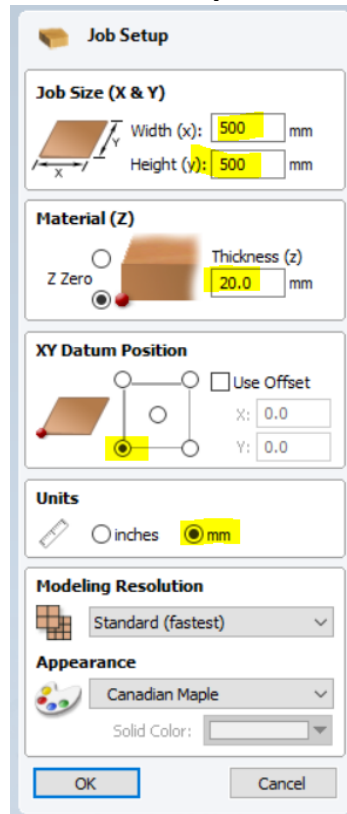 Job Setup
Job Size (X & Y)
Width (x): 500 mm
Height (y): 500 mm
Y
X
Material (Z)
Z Zero
Thickness (z)
20.0 mm
XY Datum Position
Use Offset
X: 0.0
Y: 0.0
Units
inches mm
Modeling Resolution
Standard (fastest)
Appearance
Canadian Maple
Solid Color:
OK Cancel